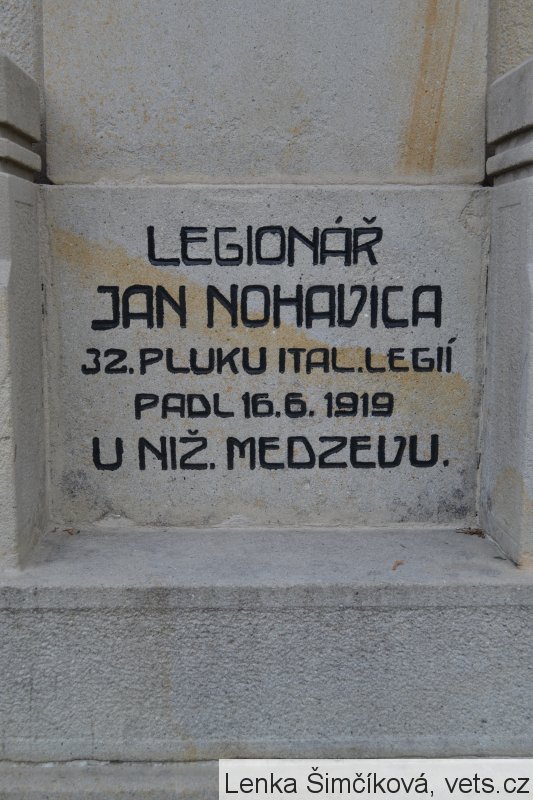 LEGIONÁŘ
JAN NOHAVICA
32. PLUKU ITAL. LEGIÍ
PADL 16. 6. 1919
U NIŽ. MEDZEVU.
Lenka Šimčíková, vets.cz